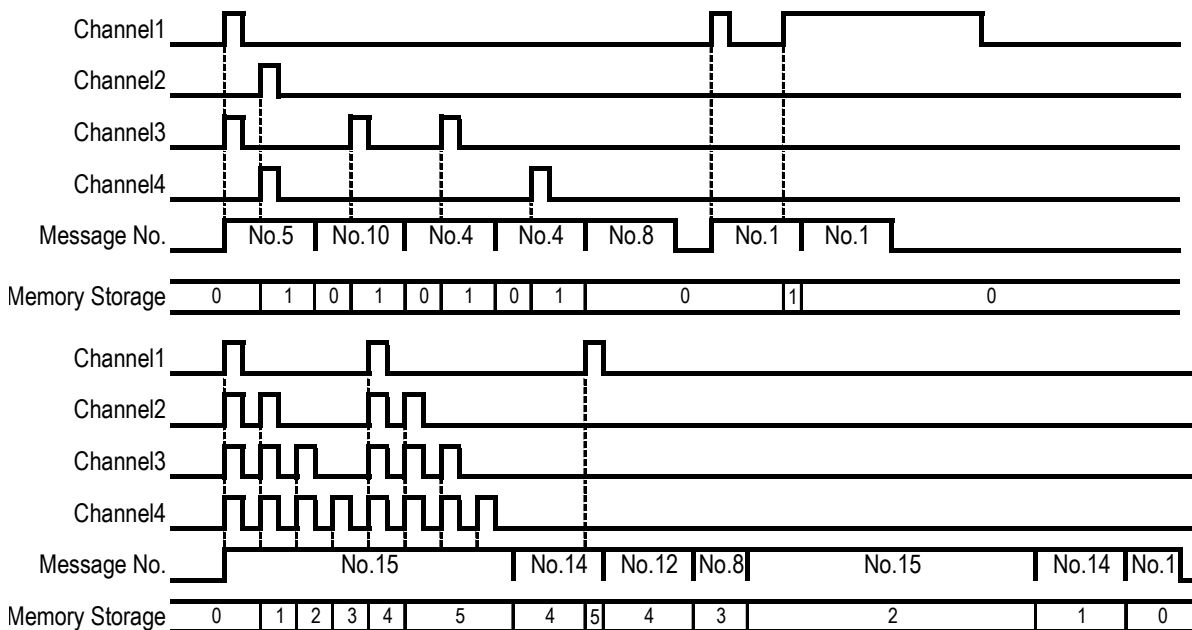 Channel1
Channel2
Channel3
Channel4
Message No. No.5 No.10 No.4 No.4 No.8 No.1 No.1
Memory Storage 0 1 0 1 0 1 0 1 0 1 0
Channel1
Channel2
Channel3
Channel4
Message No. No.15 No.14 No.12 No.8 No.15 No.14 No.1
Memory Storage 0 1 2 3 4 5 4 5 4 3 2 1 0